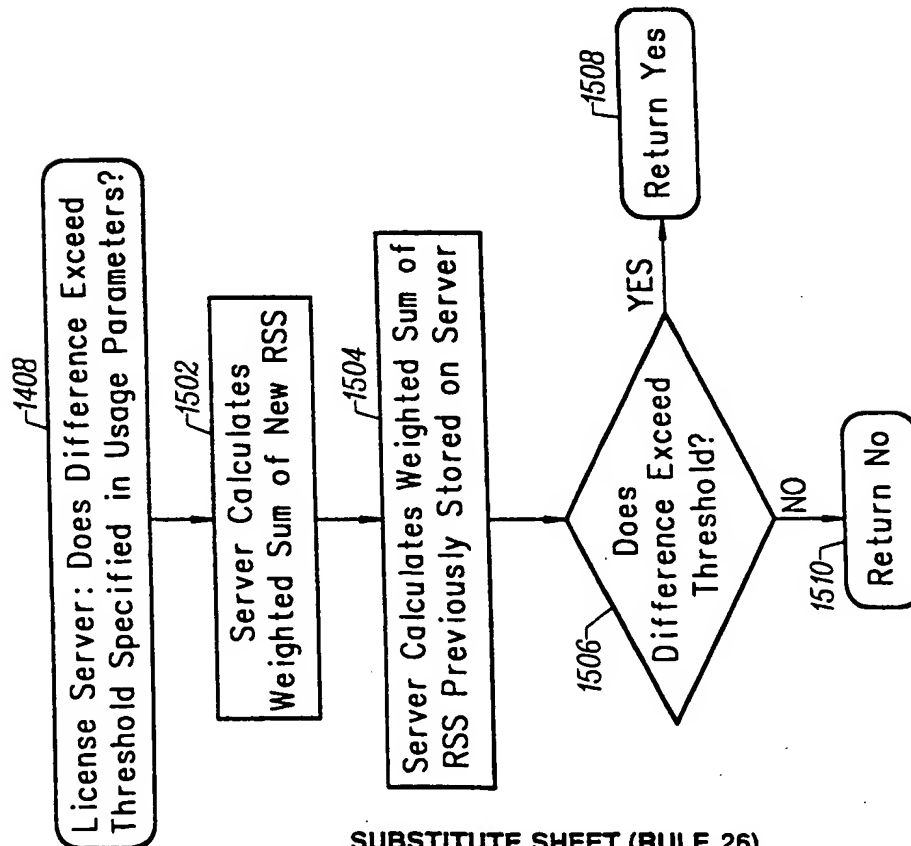 1408
License Server: Does Difference Exceed
Threshold Specified in Usage Parameters?
1502
Server Calculates
Weighted Sum of New RSS
1504
Server Calculates Weighted Sum of
RSS Previously Stored on Server
1506
Does
Difference Exceed
Threshold?
YES
1508
Return Yes
NO
1510
Return No
SUBSTITUTE SHEET (RULE 26)